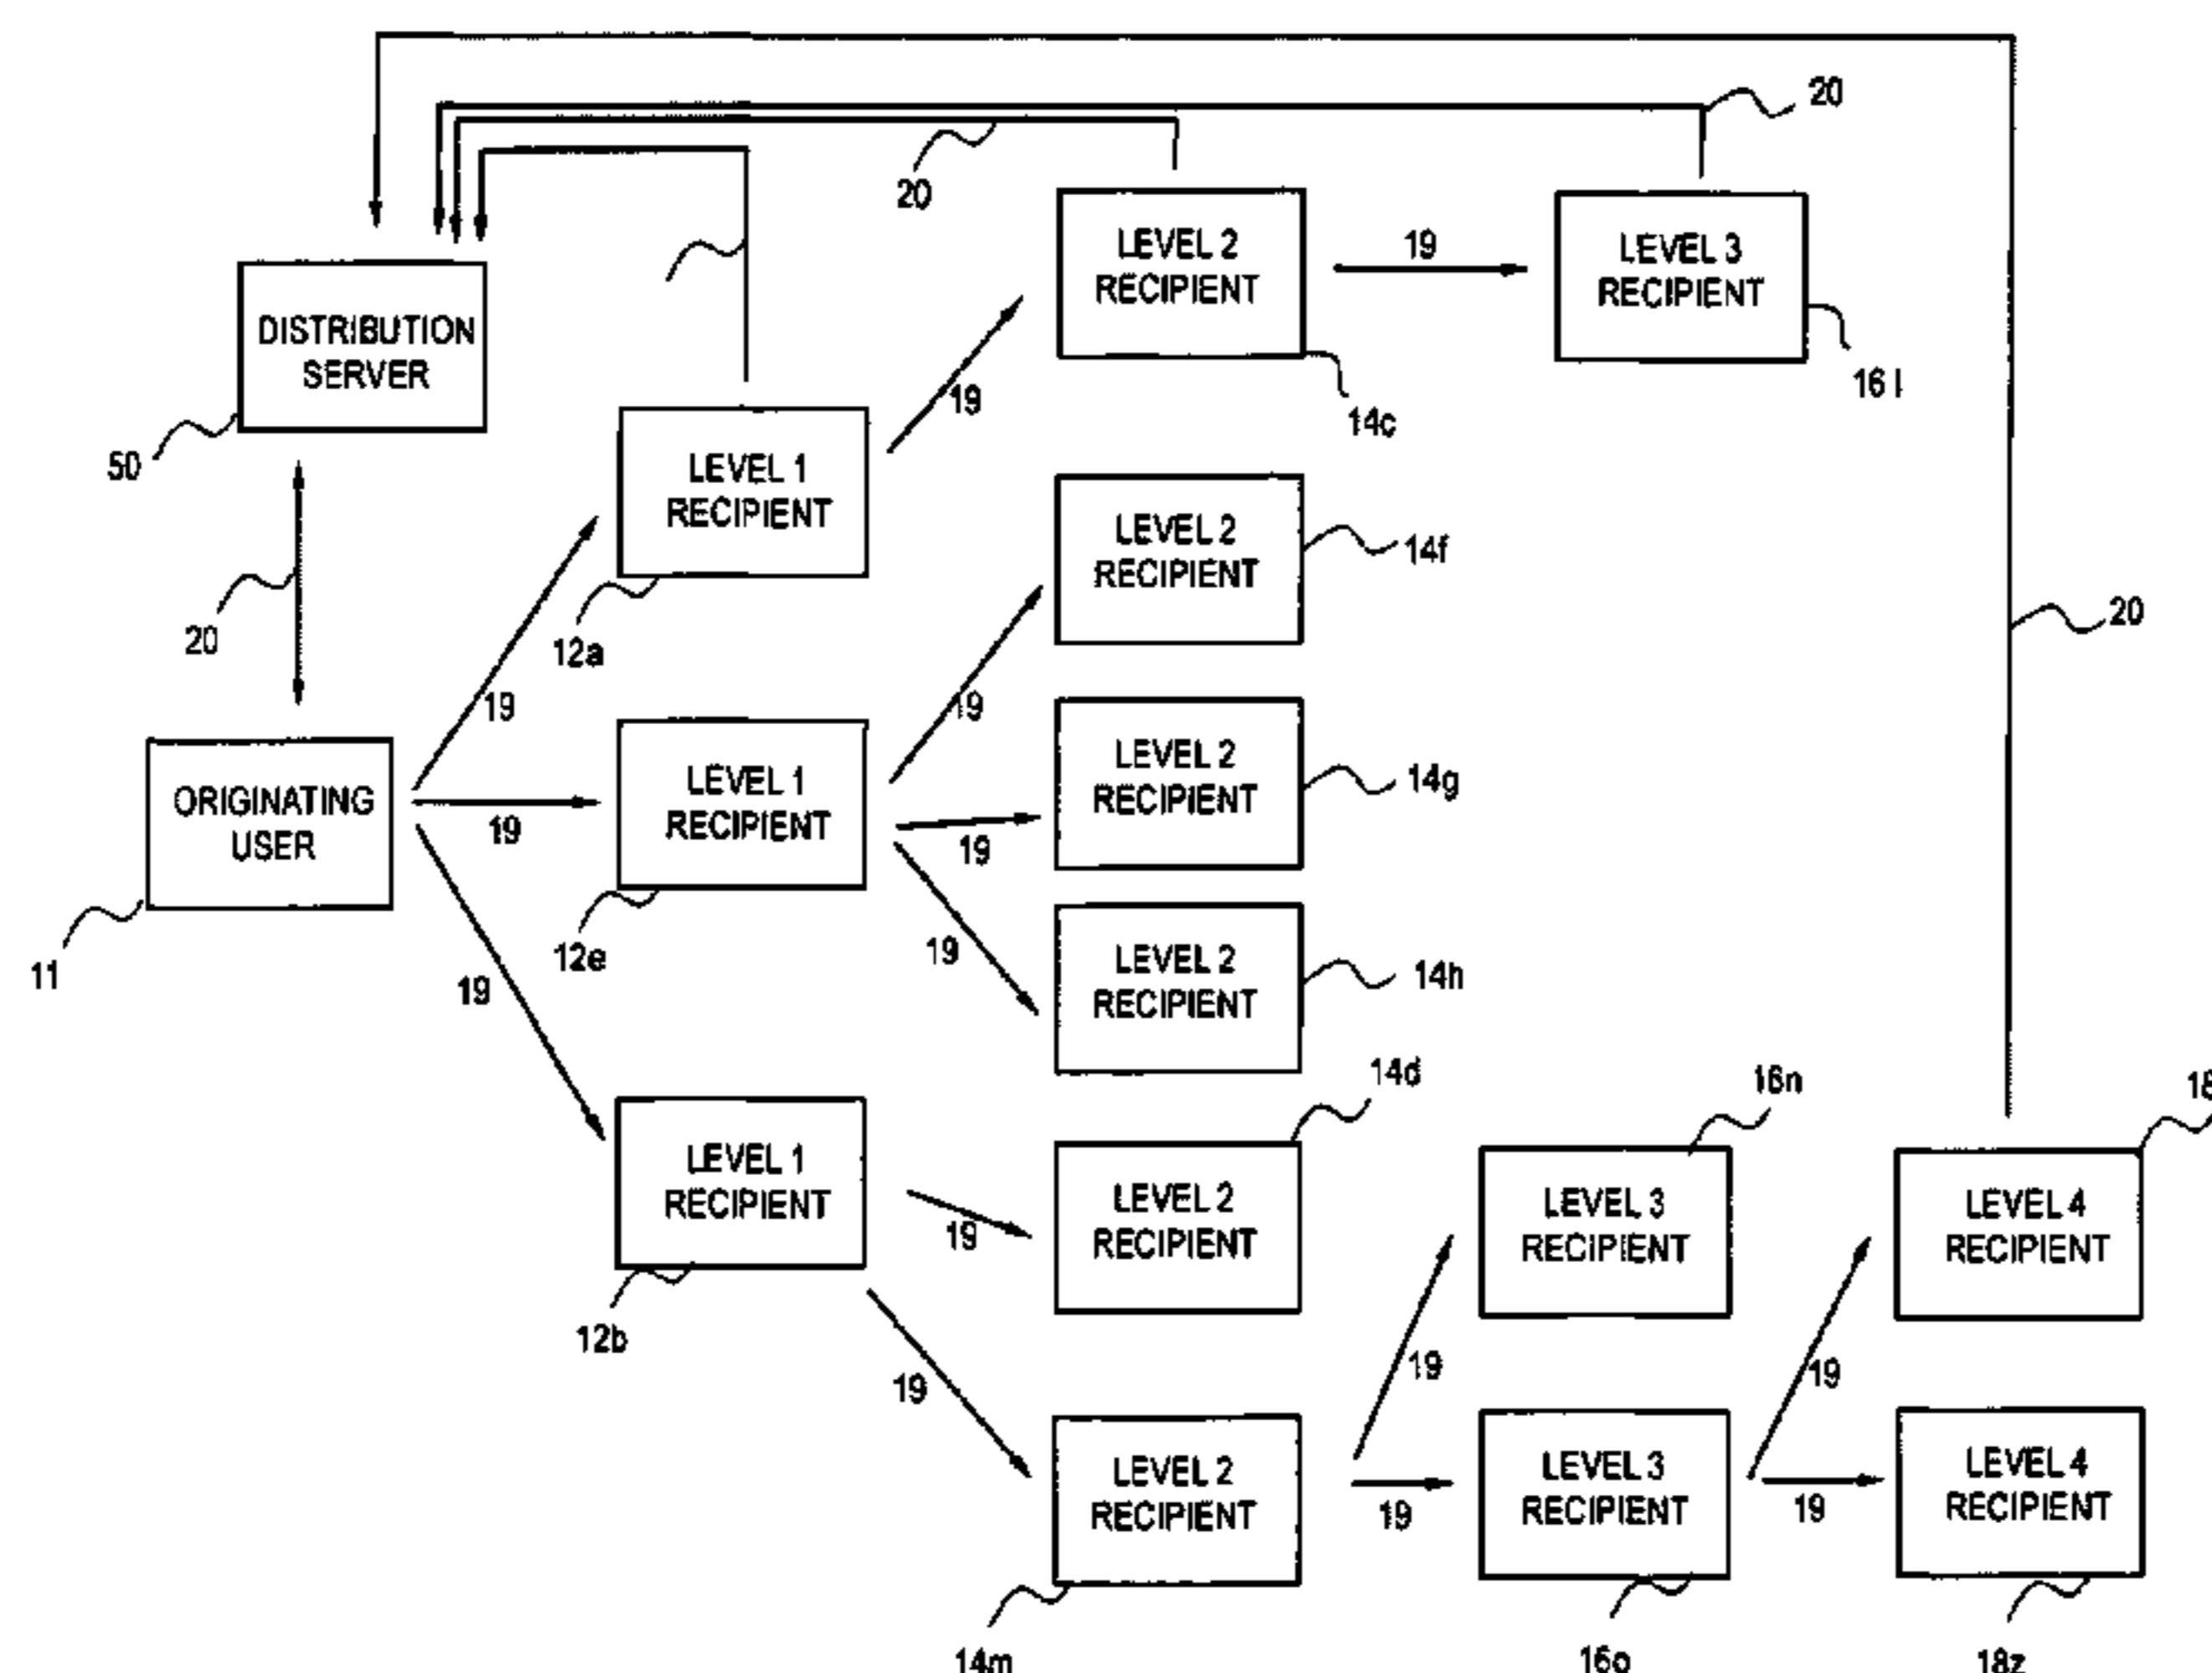 20
20
DISTRIBUTION
SERVER
50
LEVEL 2
RECIPIENT
14c
19
LEVEL 3
RECIPIENT
16l
LEVEL 1
RECIPIENT
12a
19
LEVEL 2
RECIPIENT
14f
20
20
19
19
ORIGINATING
USER
11
19
LEVEL 1
RECIPIENT
12e
LEVEL 2
RECIPIENT
14g
19
19
LEVEL 2
RECIPIENT
14h
19
LEVEL 1
RECIPIENT
12b
14d
19
LEVEL 2
RECIPIENT
16n
LEVEL 3
RECIPIENT
18
LEVEL 4
RECIPIENT
19
19
19
LEVEL 2
RECIPIENT
14m
19
LEVEL 3
RECIPIENT
16o
19
LEVEL 4
RECIPIENT
18z